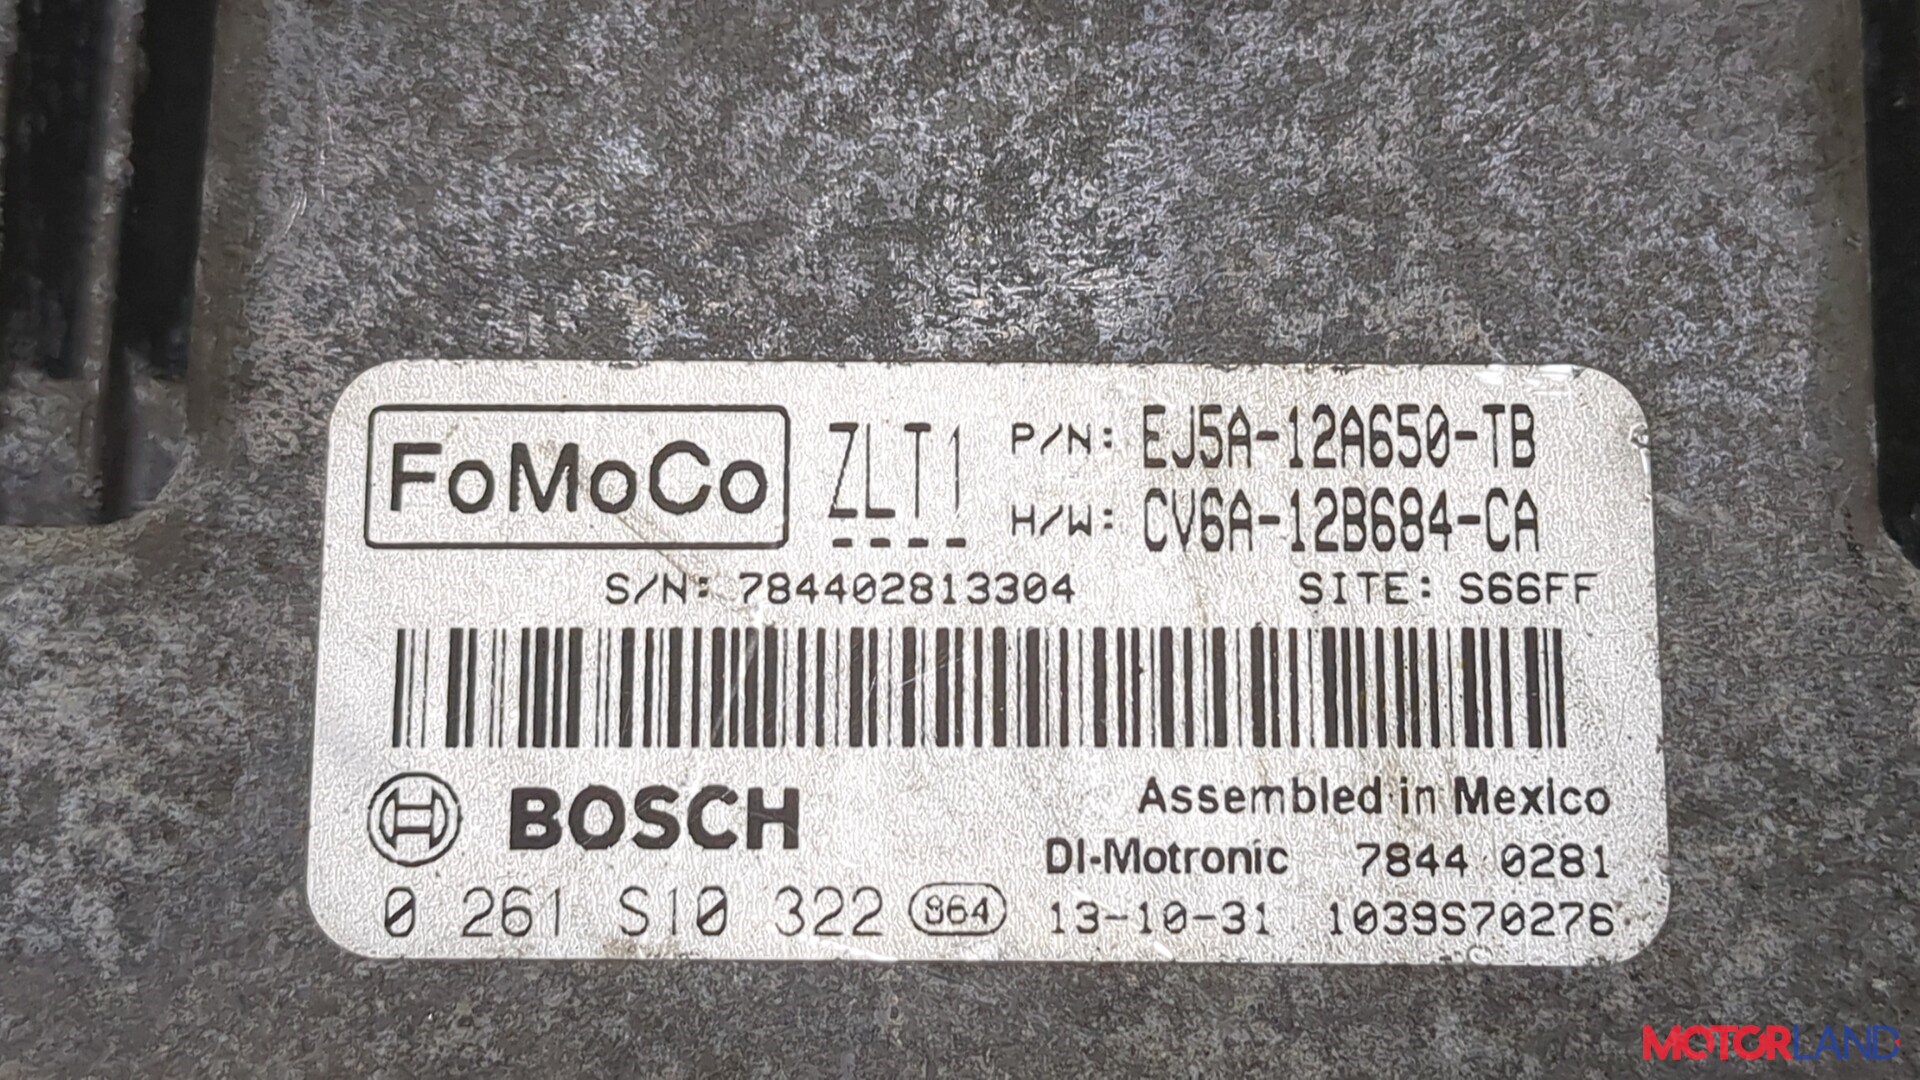 FoMoCo ZLT1 P/N: EJ5A-12A650-TB
H/W: CV6A-12B684-CA
S/N: 784402813304 SITE: S66FF
BOSCH Assembled in Mexico
DI-Motronic 7844 0281
0 261 S10 322 964 13-10-31 1039S70276
MOTORLAND